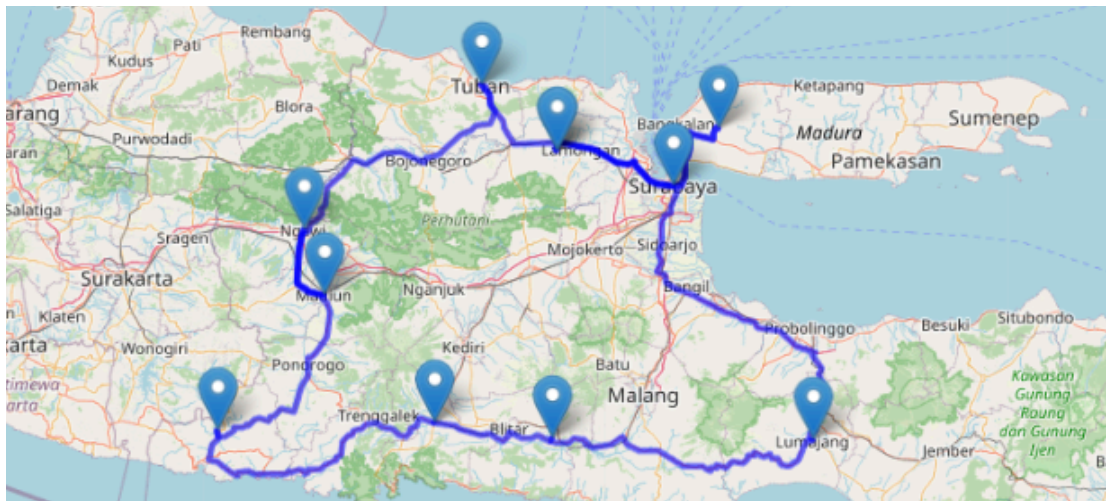 Rembang
Pati
Kudus
Demak
Tuban
Ketapang
arang
Blora
Bangkalan
Sumenep
Purwodadi
Madura
aran
Bojonegoro
Lamongan
Pamekasan
Surabaya
Salatiga
Perhutani
Ngawi
Sragen
Mojokerto
Sidoarjo
Surakarta
Madiun
Nganjuk
Bangil
Klaten
Situbondo
Probolinggo
Besuki
karta
Wonogiri
Kediri
Ponorogo
Batu
timewa
arta
Malang
Kawasan
Gunung
Raung
dan Gunung
Ijen
Trenggalek
Blitar
Lumajang
Jember
B